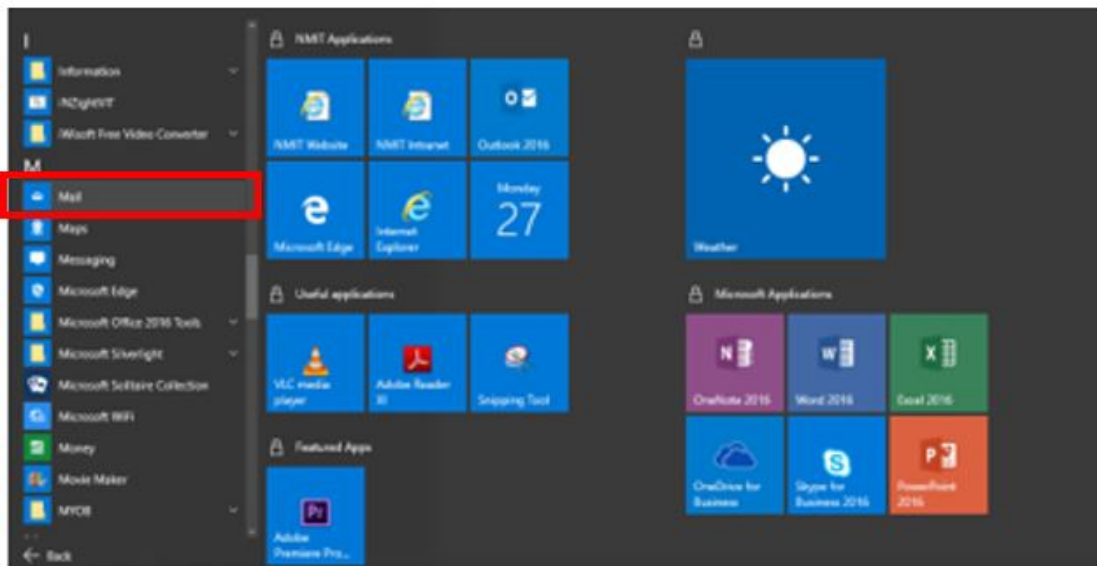 I
Information
iNZightVIT
iWisoft Free Video Converter
M
Mail
Maps
Messaging
Microsoft Edge
Microsoft Office 2016 Tools
Microsoft Silverlight
Microsoft Solitaire Collection
Microsoft WiFi
Money
Movie Maker
MYOB
Back
NMIT Applications
NMIT Website
NMIT Intranet
Outlook 2016
Microsoft Edge
Internet
Explorer
Monday
27
Useful applications
VLC media
player
Adobe Reader
XI
Snipping Tool
Featured Apps
Adobe
Premiere Pro...
Weather
Microsoft Applications
OneNote 2016
Word 2016
Excel 2016
OneDrive for
Business
Skype for
Business 2016
PowerPoint
2016